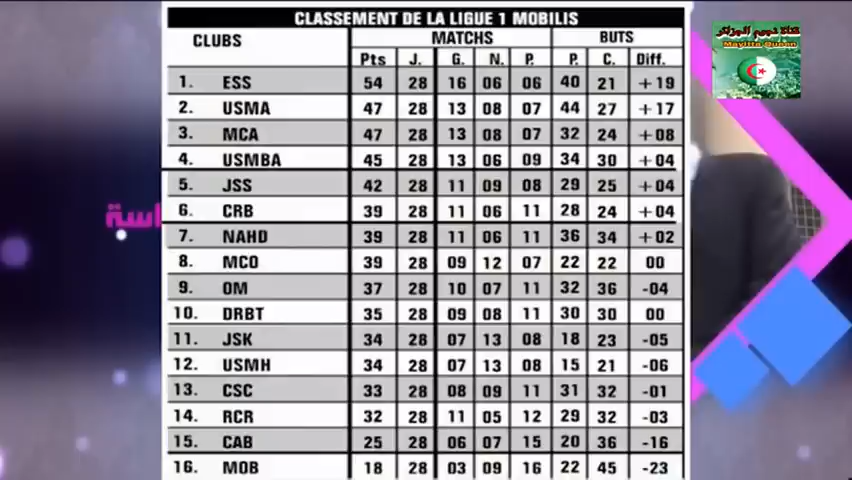 CLASSEMENT DE LA LIGUE 1 MOBILIS
CLUBS MATCHS BUTS
Pts J. G. N. P. P. C. Diff.
1. ESS 54 28 16 06 06 40 21 +19
2. USMA 47 28 13 08 07 44 27 +17
3. MCA 47 28 13 08 07 32 24 +08
4. USMBA 45 28 13 06 09 34 30 +04
5. JSS 42 28 11 09 08 29 25 +04
6. CRB 39 28 11 06 11 28 24 +04
7. NAHD 39 28 11 06 11 36 34 +02
8. MCO 39 28 09 12 07 22 22 00
9. OM 37 28 10 07 11 32 36 -04
10. DRBT 35 28 09 08 11 30 30 00
11. JSK 34 28 07 13 08 18 23 -05
12. USMH 34 28 07 13 08 15 21 -06
13. CSC 33 28 08 09 11 31 32 -01
14. RCR 32 28 11 05 12 29 32 -03
15. CAB 25 28 06 07 15 20 36 -16
16. MOB 18 28 03 09 16 22 45 -23
قناة نجوم الجزائر
Mayilia Queen